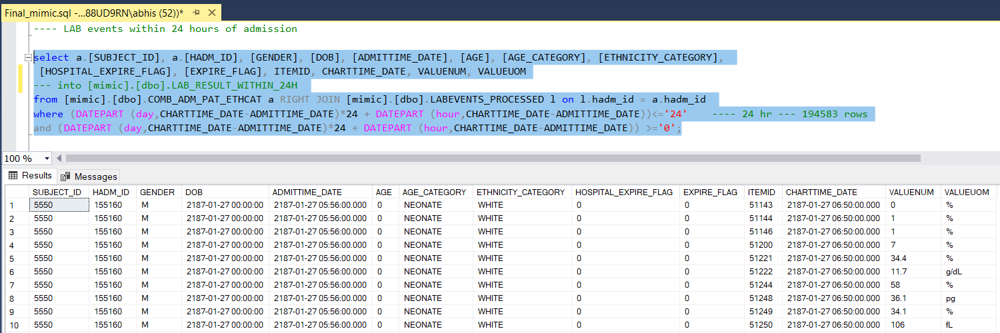 Final_mimic.sql -...88UD9RN\abhis (52))*
---- LAB events within 24 hours of admission
select a.[SUBJECT_ID], a.[HADM_ID], [GENDER], [DOB], [ADMITTIME_DATE], [AGE], [AGE_CATEGORY], [ETHNICITY_CATEGORY],
[HOSPITAL_EXPIRE_FLAG], [EXPIRE_FLAG], ITEMID, CHARTTIME_DATE, VALUENUM, VALUEUOM
--- into [mimic].[dbo].LAB_RESULT_WITHIN_24H
from [mimic].[dbo].COMB_ADM_PAT_ETHCAT a RIGHT JOIN [mimic].[dbo].LABEVENTS_PROCESSED l on l.hadm_id = a.hadm_id
where (DATEPART (day,CHARTTIME_DATE-ADMITTIME_DATE)*24 + DATEPART (hour,CHARTTIME_DATE-ADMITTIME_DATE))<='24' ---- 24 hr --- 194583 rows
and (DATEPART (day,CHARTTIME_DATE-ADMITTIME_DATE)*24 + DATEPART (hour,CHARTTIME_DATE-ADMITTIME_DATE)) >='0';
100 %
Results Messages
SUBJECT_ID HADM_ID GENDER DOB ADMITTIME_DATE AGE AGE_CATEGORY ETHNICITY_CATEGORY HOSPITAL_EXPIRE_FLAG EXPIRE_FLAG ITEMID CHARTTIME_DATE VALUENUM VALUEUOM
1 5550 155160 M 2187-01-27 00:00:00 2187-01-27 05:56:00.000 0 NEONATE WHITE 0 0 51143 2187-01-27 06:50:00.000 0 %
2 5550 155160 M 2187-01-27 00:00:00 2187-01-27 05:56:00.000 0 NEONATE WHITE 0 0 51144 2187-01-27 06:50:00.000 1 %
3 5550 155160 M 2187-01-27 00:00:00 2187-01-27 05:56:00.000 0 NEONATE WHITE 0 0 51146 2187-01-27 06:50:00.000 1 %
4 5550 155160 M 2187-01-27 00:00:00 2187-01-27 05:56:00.000 0 NEONATE WHITE 0 0 51200 2187-01-27 06:50:00.000 7 %
5 5550 155160 M 2187-01-27 00:00:00 2187-01-27 05:56:00.000 0 NEONATE WHITE 0 0 51221 2187-01-27 06:50:00.000 34.4 %
6 5550 155160 M 2187-01-27 00:00:00 2187-01-27 05:56:00.000 0 NEONATE WHITE 0 0 51222 2187-01-27 06:50:00.000 11.7 g/dL
7 5550 155160 M 2187-01-27 00:00:00 2187-01-27 05:56:00.000 0 NEONATE WHITE 0 0 51244 2187-01-27 06:50:00.000 58 %
8 5550 155160 M 2187-01-27 00:00:00 2187-01-27 05:56:00.000 0 NEONATE WHITE 0 0 51248 2187-01-27 06:50:00.000 36.1 pg
9 5550 155160 M 2187-01-27 00:00:00 2187-01-27 05:56:00.000 0 NEONATE WHITE 0 0 51249 2187-01-27 06:50:00.000 34.1 %
10 5550 155160 M 2187-01-27 00:00:00 2187-01-27 05:56:00.000 0 NEONATE WHITE 0 0 51250 2187-01-27 06:50:00.000 106 fL